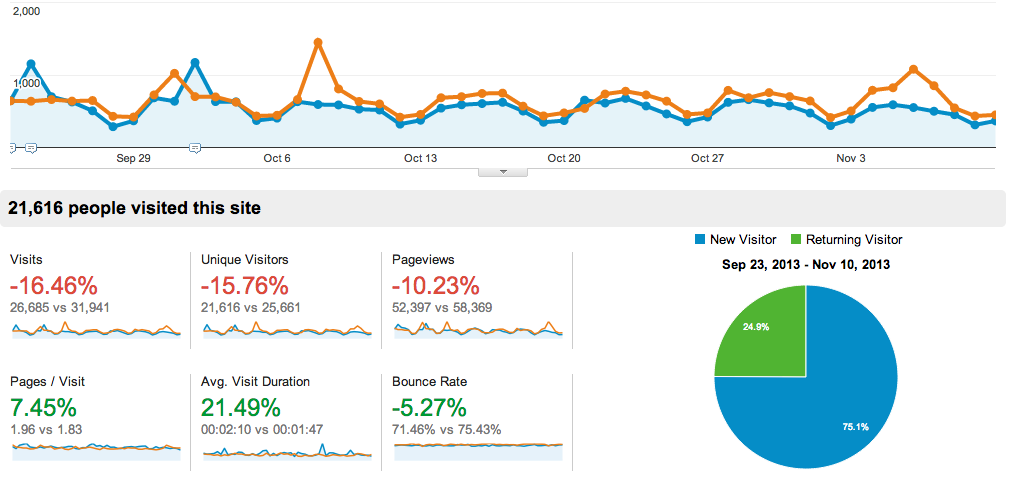 2,000
1,000
Sep 29 Oct 6 Oct 13 Oct 20 Oct 27 Nov 3
21,616 people visited this site
New Visitor Returning Visitor
Sep 23, 2013 - Nov 10, 2013
24.9%
75.1%
Visits
-16.46%
26,685 vs 31,941
Unique Visitors
-15.76%
21,616 vs 25,661
Pageviews
-10.23%
52,397 vs 58,369
Pages / Visit
7.45%
1.96 vs 1.83
Avg. Visit Duration
21.49%
00:02:10 vs 00:01:47
Bounce Rate
-5.27%
71.46% vs 75.43%